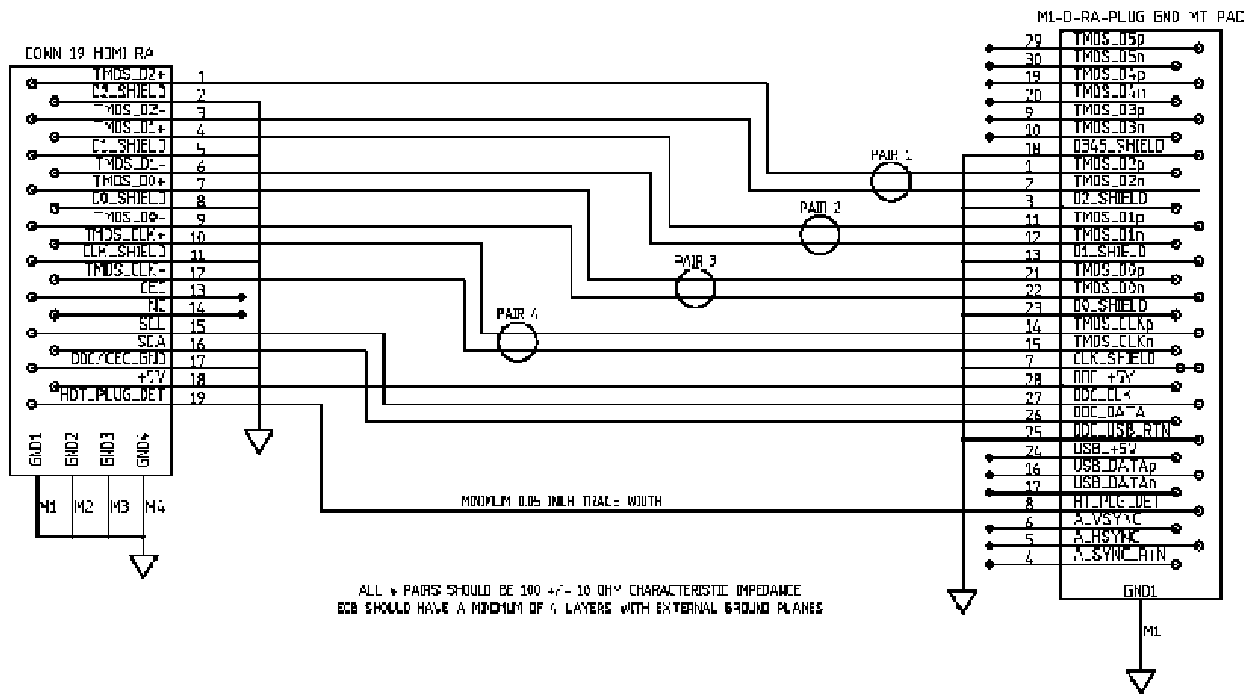 M1-D-RA-PLUG GND MT PAD
CONN 19 HDMI RA
TMDS_D2+ 1
D2_SHIELD 2
TMDS_D2- 3
TMDS_D1+ 4
D1_SHIELD 5
TMDS_D1- 6
TMDS_D0+ 7
D0_SHIELD 8
TMDS_D0- 9
TMDS_CLK+ 10
CLK_SHIELD 11
TMDS_CLK- 12
CEC 13
NC 14
SCL 15
SDA 16
DDC/CEC_GND 17
+5V 18
HOT_PLUG_DET 19
GND1 GND2 GND3 GND4
M1 M2 M3 M4
PAIR 1
PAIR 2
PAIR 3
PAIR 4
MINIMUM 0.05 INCH TRACE WIDTH
29 TMDS_D5p
30 TMDS_D5n
19 TMDS_D4p
20 TMDS_D4n
9 TMDS_D3p
10 TMDS_D3n
18 D345_SHIELD
1 TMDS_D2p
2 TMDS_D2n
3 D2_SHIELD
11 TMDS_D1p
12 TMDS_D1n
13 D1_SHIELD
21 TMDS_D0p
22 TMDS_D0n
23 D0_SHIELD
14 TMDS_CLKp
15 TMDS_CLKn
7 CLK_SHIELD
28 DDC_+5V
27 DDC_CLK
26 DDC_DATA
25 DDC_USB_RTN
24 USB_+5V
16 USB_DATAp
17 USB_DATAn
8 HT_PLG_DET
6 A_VSYNC
5 A_HSYNC
4 A_SYNC_RTN
GND1
M1
ALL 4 PAIRS SHOULD BE 100 +/- 10 OHM CHARACTERISTIC IMPEDANCE
ECB SHOULD HAVE A MINIMUM OF 4 LAYERS WITH EXTERNAL GROUND PLANES